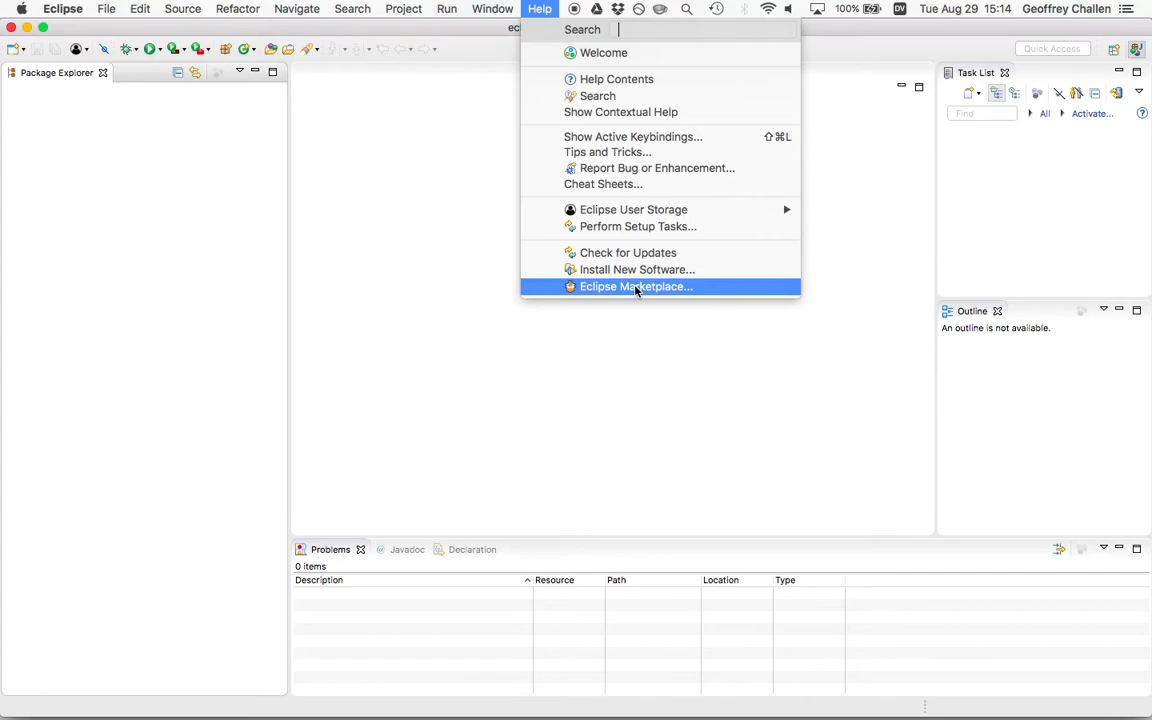 Eclipse File Edit Source Refactor Navigate Search Project Run Window Help 100% DV Tue Aug 29 15:14 Geoffrey Challen
ecl
Search
Quick Access
Welcome
Package Explorer
Task List
Help Contents
Search
Show Contextual Help
Find All Activate...
Show Active Keybindings... ⇧⌘L
Tips and Tricks...
Report Bug or Enhancement...
Cheat Sheets...
Eclipse User Storage
Perform Setup Tasks...
Check for Updates
Install New Software...
Eclipse Marketplace...
Outline
An outline is not available.
Problems Javadoc Declaration
0 items
Description Resource Path Location Type